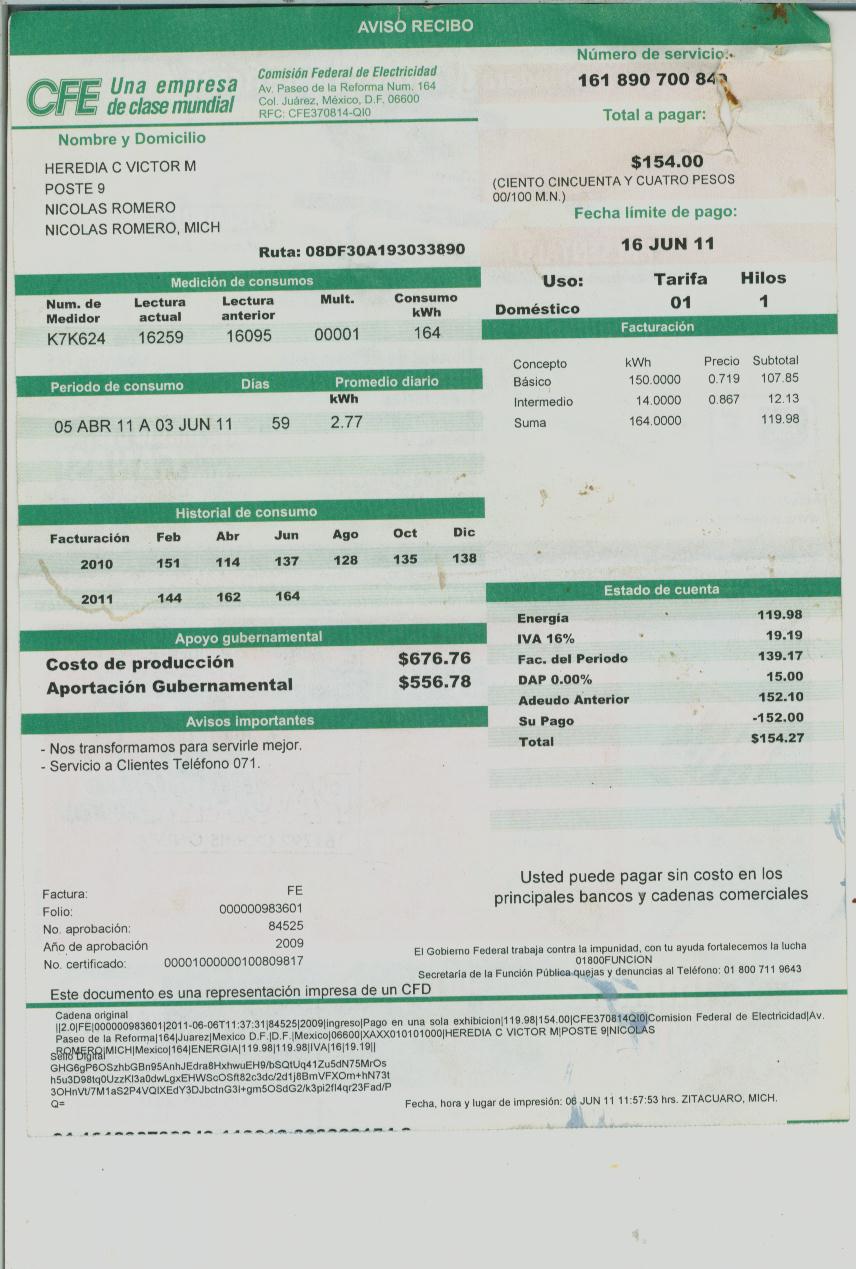 AVISO RECIBO
CFE Una empresa de clase mundial
Comisión Federal de Electricidad
Av. Paseo de la Reforma Num. 164
Col. Juárez, México, D.F. 06600
RFC: CFE370814-QI0
Número de servicio:
161 890 700 840
Total a pagar:
$154.00
(CIENTO CINCUENTA Y CUATRO PESOS
00/100 M.N.)
Fecha límite de pago:
16 JUN 11
Nombre y Domicilio
HEREDIA C VICTOR M
POSTE 9
NICOLAS ROMERO
NICOLAS ROMERO, MICH
Ruta: 08DF30A193033890
Uso: Tarifa Hilos
Doméstico 01 1
Medición de consumos
Num. de Medidor Lectura actual Lectura anterior Mult. Consumo kWh
K7K624 16259 16095 00001 164
Periodo de consumo Días Promedio diario
kWh
05 ABR 11 A 03 JUN 11 59 2.77
Facturación
Concepto kWh Precio Subtotal
Básico 150.0000 0.719 107.85
Intermedio 14.0000 0.867 12.13
Suma 164.0000 119.98
Historial de consumo
Facturación Feb Abr Jun Ago Oct Dic
2010 151 114 137 128 135 138
2011 144 162 164
Apoyo gubernamental
Costo de producción $676.76
Aportación Gubernamental $556.78
Estado de cuenta
Energía 119.98
IVA 16% 19.19
Fac. del Periodo 139.17
DAP 0.00% 15.00
Adeudo Anterior 152.10
Su Pago -152.00
Total $154.27
Avisos importantes
- Nos transformamos para servirle mejor.
- Servicio a Clientes Teléfono 071.
Usted puede pagar sin costo en los
principales bancos y cadenas comerciales
Factura: FE
Folio: 000000983601
No. aprobación: 84525
Año de aprobación 2009
No. certificado: 00001000000100809817
El Gobierno Federal trabaja contra la impunidad, con tu ayuda fortalecemos la lucha
01800FUNCION
Secretaria de la Función Pública quejas y denuncias al Teléfono: 01 800 711 9643
Este documento es una representación impresa de un CFD
Cadena original
||2.0|FE|000000983601|2011-06-06T11:37:31|84525|2009|ingreso|Pago en una sola exhibicion|119.98|154.00|CFE370814QI0|Comision Federal de Electricidad|Av.
Paseo de la Reforma|164|Juarez|Mexico D.F.|D.F.|Mexico|06600|XAXX010101000|HEREDIA C VICTOR M|POSTE 9|NICOLAS
ROMERO|MICH|Mexico|164|ENERGIA|119.98|119.98|IVA|16|19.19||
Sello Digital
GHG6gP6OSzhbGBn95AnhJEdra8HxhwuEH9/bSQtUq41Zu5dN75MrOs
h5u3D98tq0UzzKl3a0dwLgxEHWScOSft82c3dc/2d1j8BmVFXOm+hN73t
3OHnVt/7M1aS2P4VQIXEdY3DJbctnG3l+gm5OSdG2/k3pi2fl4qr23Fad/P
Q=
Fecha, hora y lugar de impresión: 06 JUN 11 11:57:53 hrs. ZITACUARO, MICH.